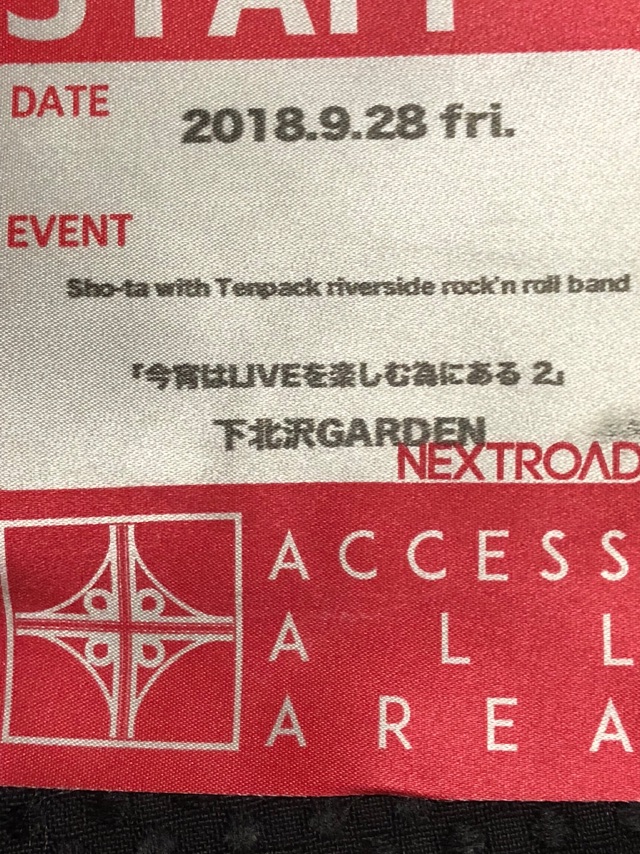 STAFF
DATE
2018.9.28 fri.
EVENT
Sho-ta with Tenpack riverside rock'n roll band
『今宵はLIVEを楽しむ為にある 2』
下北沢GARDEN
NEXTROAD
ACCESS
ALL
AREA